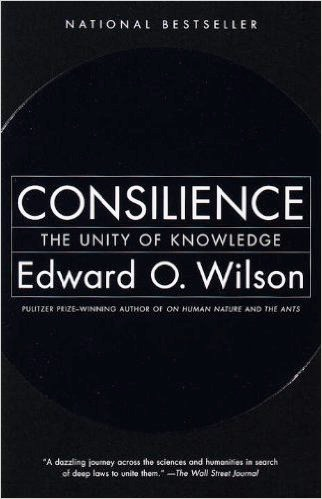 NATIONAL BESTSELLER
CONSILIENCE
THE UNITY OF KNOWLEDGE
Edward O. Wilson
PULITZER PRIZE–WINNING AUTHOR OF ON HUMAN NATURE AND THE ANTS
"A dazzling journey across the sciences and humanities in search
of deep laws to unite them." —The Wall Street Journal